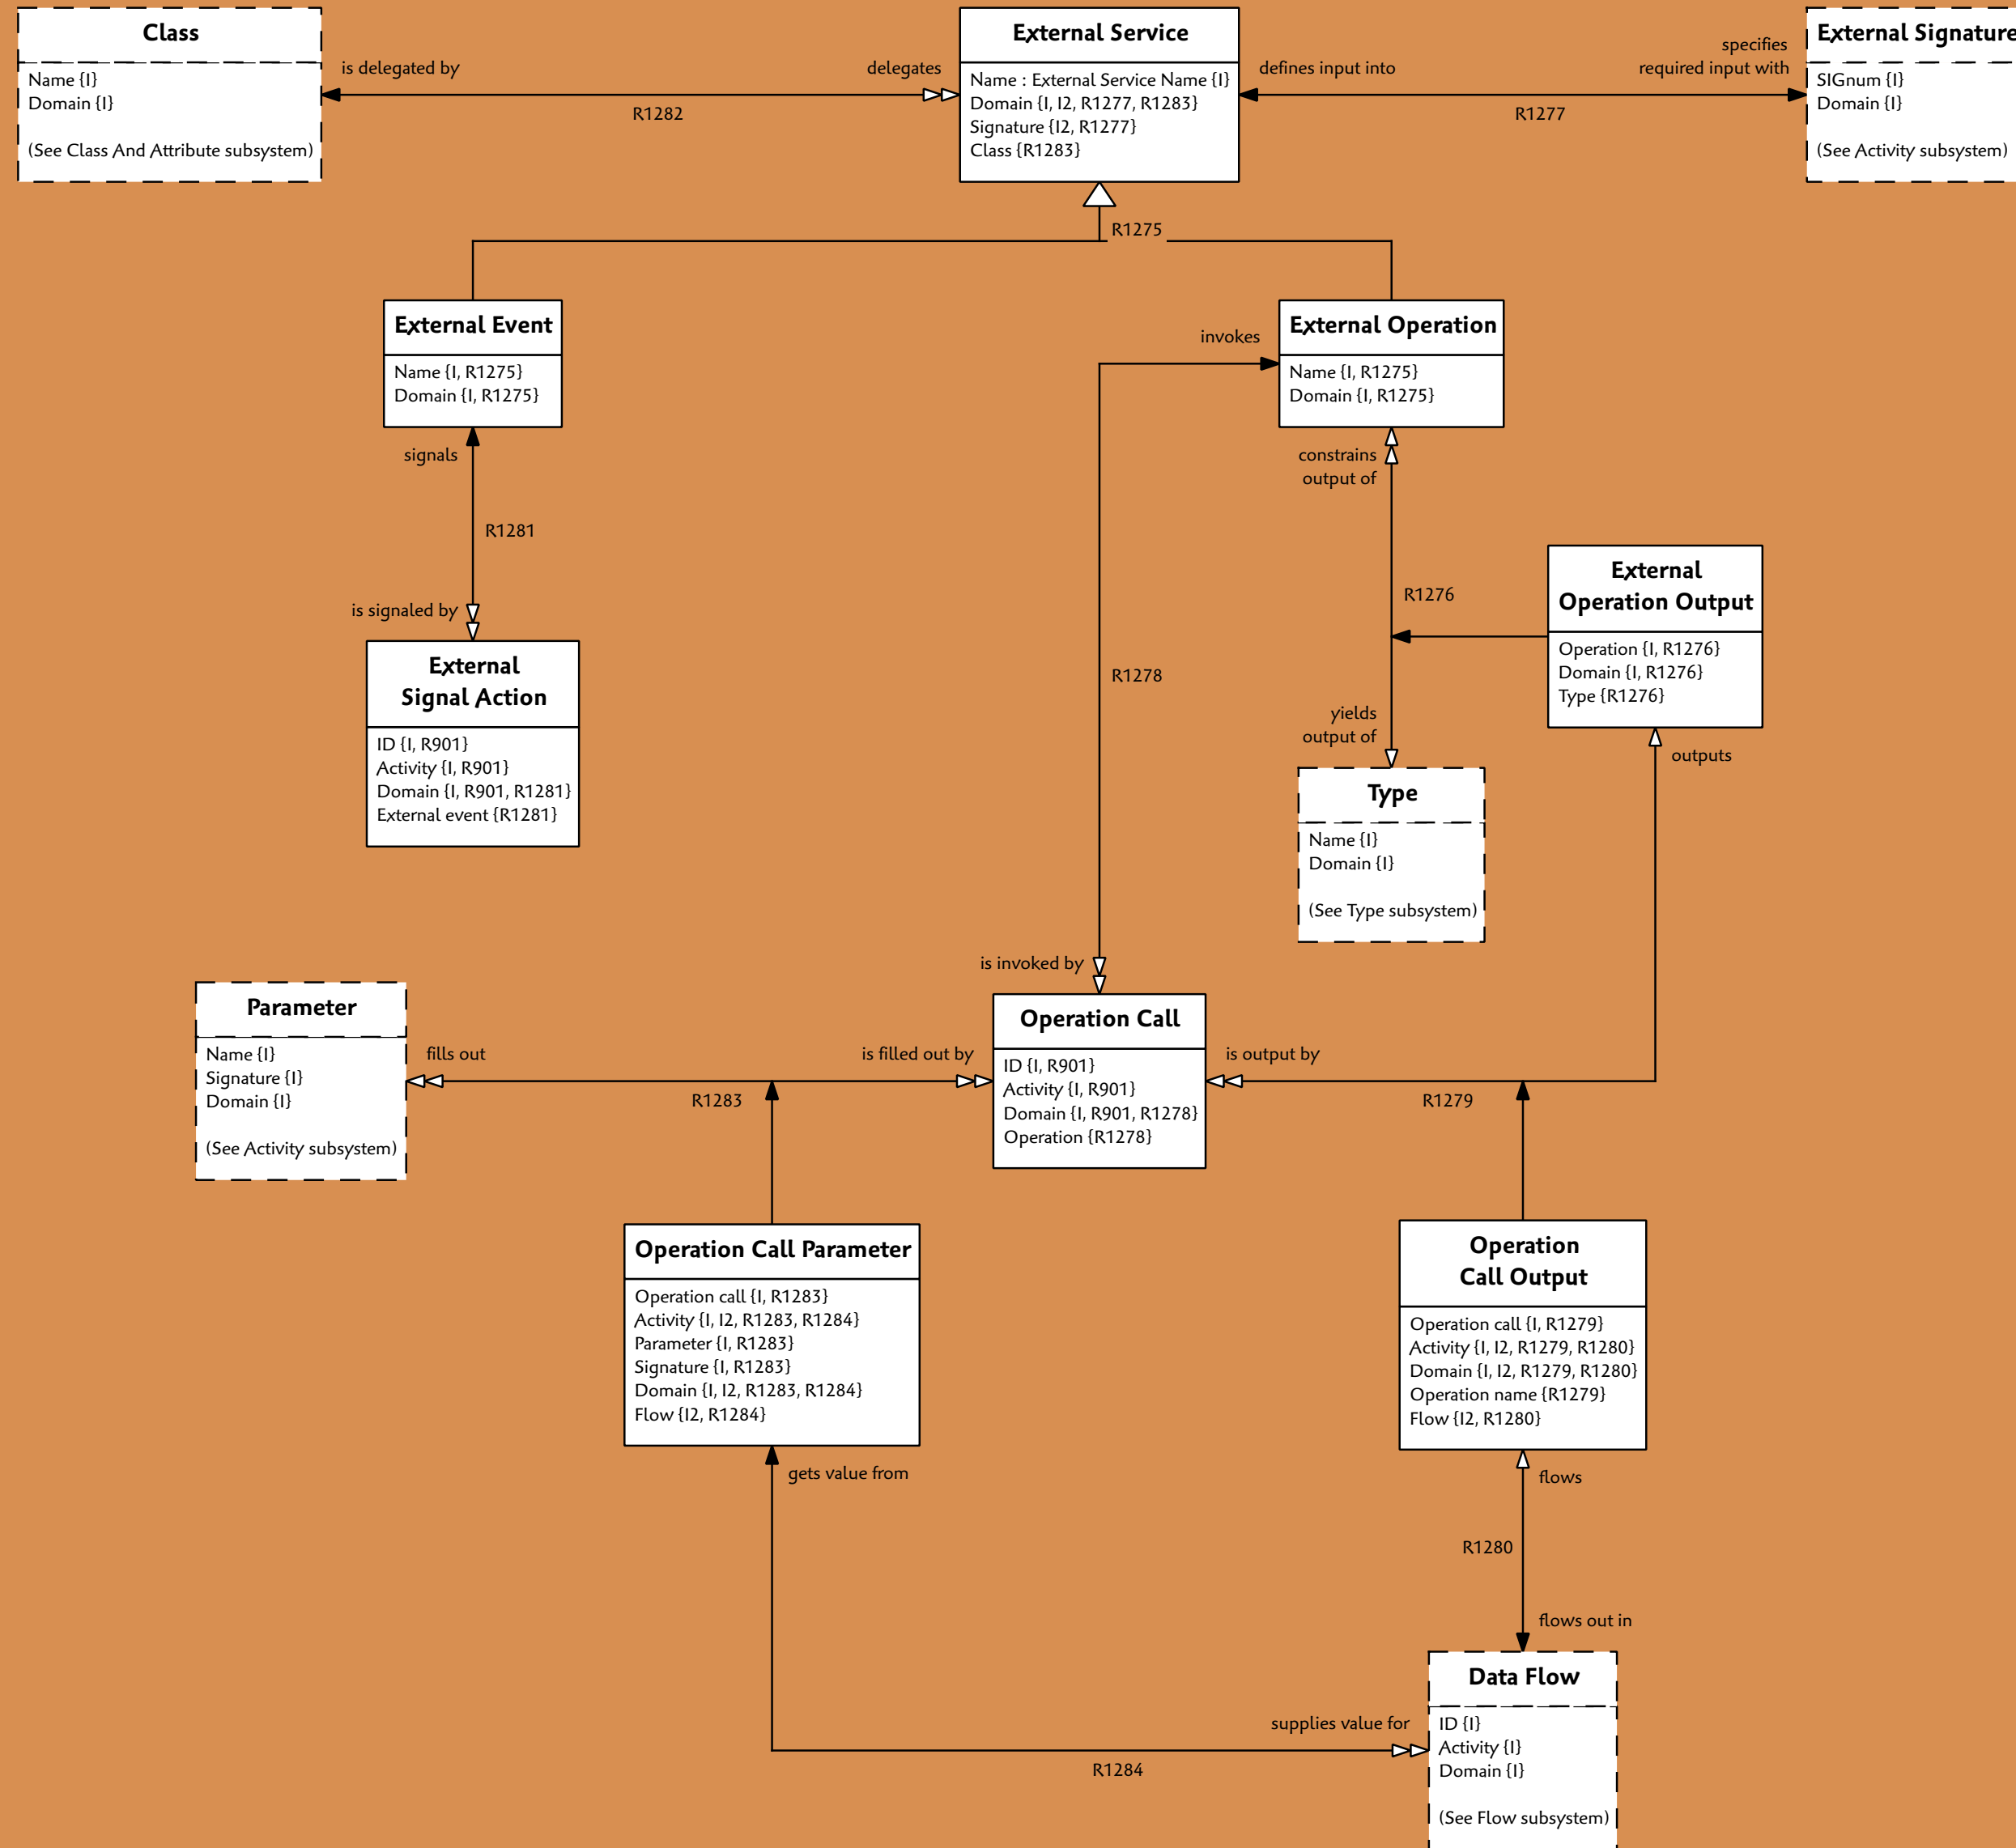 Class
Name {I}
Domain {I}
(See Class And Attribute subsystem)
is delegated by
delegates
R1282
External Service
Name : External Service Name {I}
Domain {I, I2, R1277, R1283}
Signature {I2, R1277}
Class {R1283}
defines input into
specifies
required input with
R1277
External Signature
SIGnum {I}
Domain {I}
(See Activity subsystem)
R1275
External Event
Name {I, R1275}
Domain {I, R1275}
invokes
External Operation
Name {I, R1275}
Domain {I, R1275}
signals
R1281
is signaled by
constrains
output of
R1276
External
Operation Output
Operation {I, R1276}
Domain {I, R1276}
Type {R1276}
External
Signal Action
ID {I, R901}
Activity {I, R901}
Domain {I, R901, R1281}
External event {R1281}
R1278
yields
output of
outputs
Type
Name {I}
Domain {I}
(See Type subsystem)
is invoked by
Parameter
Name {I}
Signature {I}
Domain {I}
(See Activity subsystem)
fills out
is filled out by
R1283
Operation Call
ID {I, R901}
Activity {I, R901}
Domain {I, R901, R1278}
Operation {R1278}
is output by
R1279
Operation Call Parameter
Operation call {I, R1283}
Activity {I, I2, R1283, R1284}
Parameter {I, R1283}
Signature {I, R1283}
Domain {I, I2, R1283, R1284}
Flow {I2, R1284}
Operation
Call Output
Operation call {I, R1279}
Activity {I, I2, R1279, R1280}
Domain {I, I2, R1279, R1280}
Operation name {R1279}
Flow {I2, R1280}
gets value from
flows
R1280
flows out in
supplies value for
R1284
Data Flow
ID {I}
Activity {I}
Domain {I}
(See Flow subsystem)